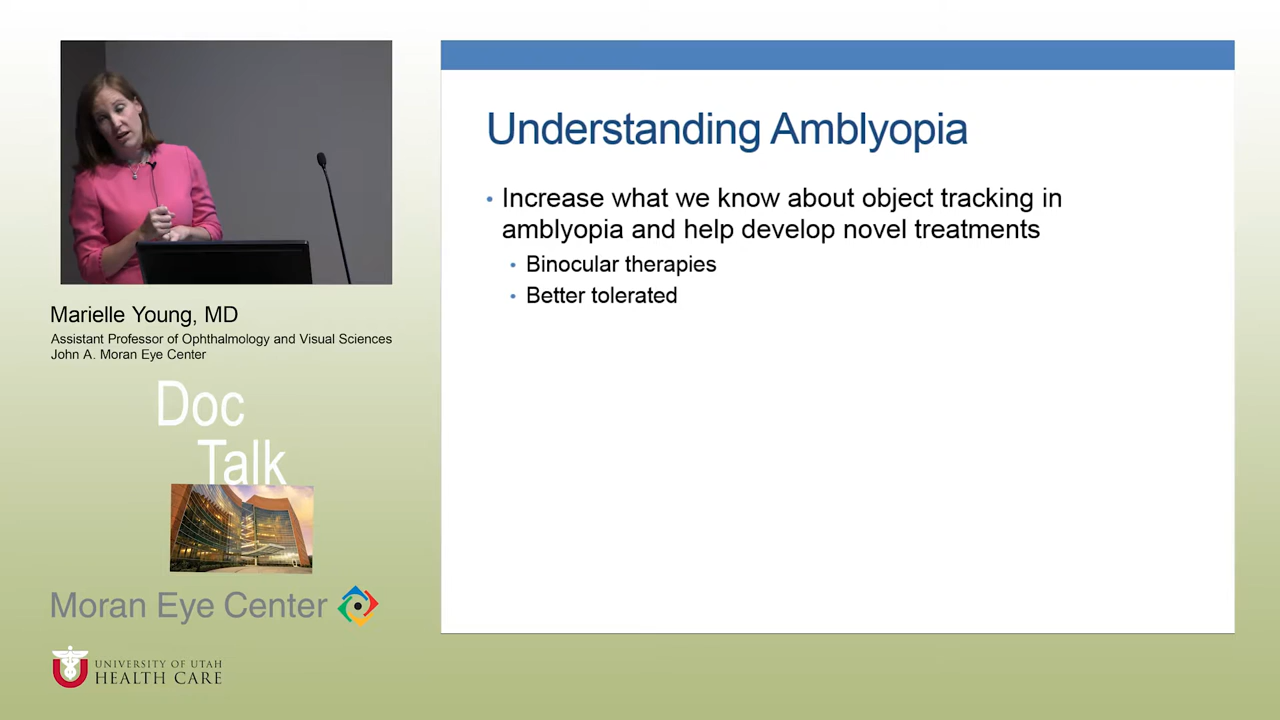 Marielle Young, MD
Assistant Professor of Ophthalmology and Visual Sciences
John A. Moran Eye Center
Doc
Talk
Moran Eye Center
UNIVERSITY OF UTAH
HEALTH CARE
Understanding Amblyopia
• Increase what we know about object tracking in
amblyopia and help develop novel treatments
• Binocular therapies
• Better tolerated